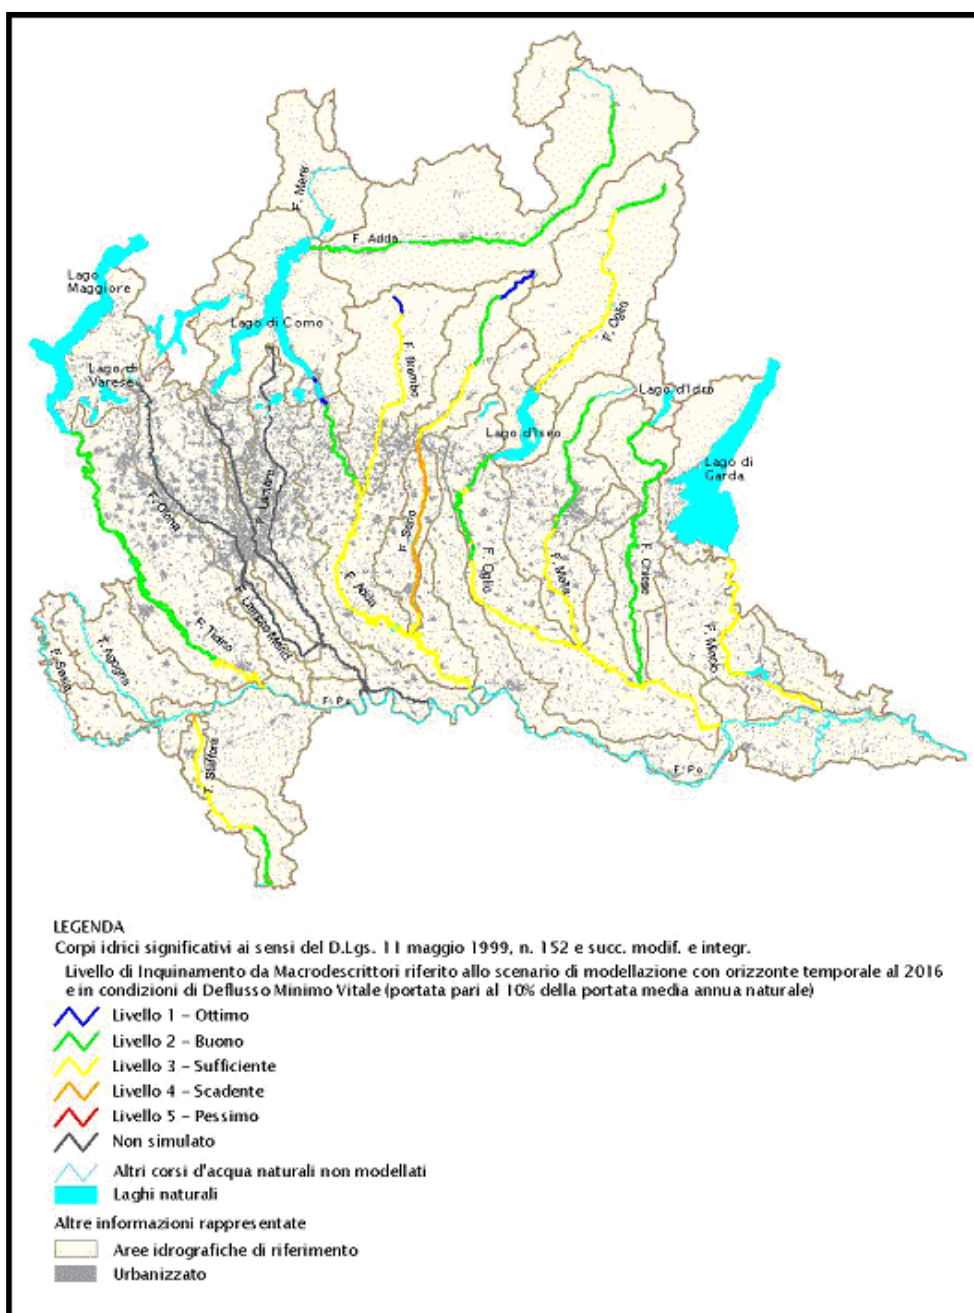 F. Mera
F. Adda
Lago
Maggiore
Lago di Como
F. Brembo
F. Oglio
Lago di
Varese
Lago d'Idro
Lago d'Iseo
Lago di
Garda
F. Olona
F. Lambro
F. Serio
F. Adda
F. Oglio
F. Mella
F. Chiese
F. Mincio
F. Ticino
F. Sesia
T. Agogna
F. Po
T. Staffora
F. Po
LEGENDA
Corpi idrici significativi ai sensi del D.Lgs. 11 maggio 1999, n. 152 e succ. modif. e integr.
Livello di Inquinamento da Macrodescrittori riferito allo scenario di modellazione con orizzonte temporale al 2016
e in condizioni di Deflusso Minimo Vitale (portata pari al 10% della portata media annua naturale)
Livello 1 – Ottimo
Livello 2 – Buono
Livello 3 – Sufficiente
Livello 4 – Scadente
Livello 5 – Pessimo
Non simulato
Altri corsi d'acqua naturali non modellati
Laghi naturali
Altre informazioni rappresentate
Aree idrografiche di riferimento
Urbanizzato